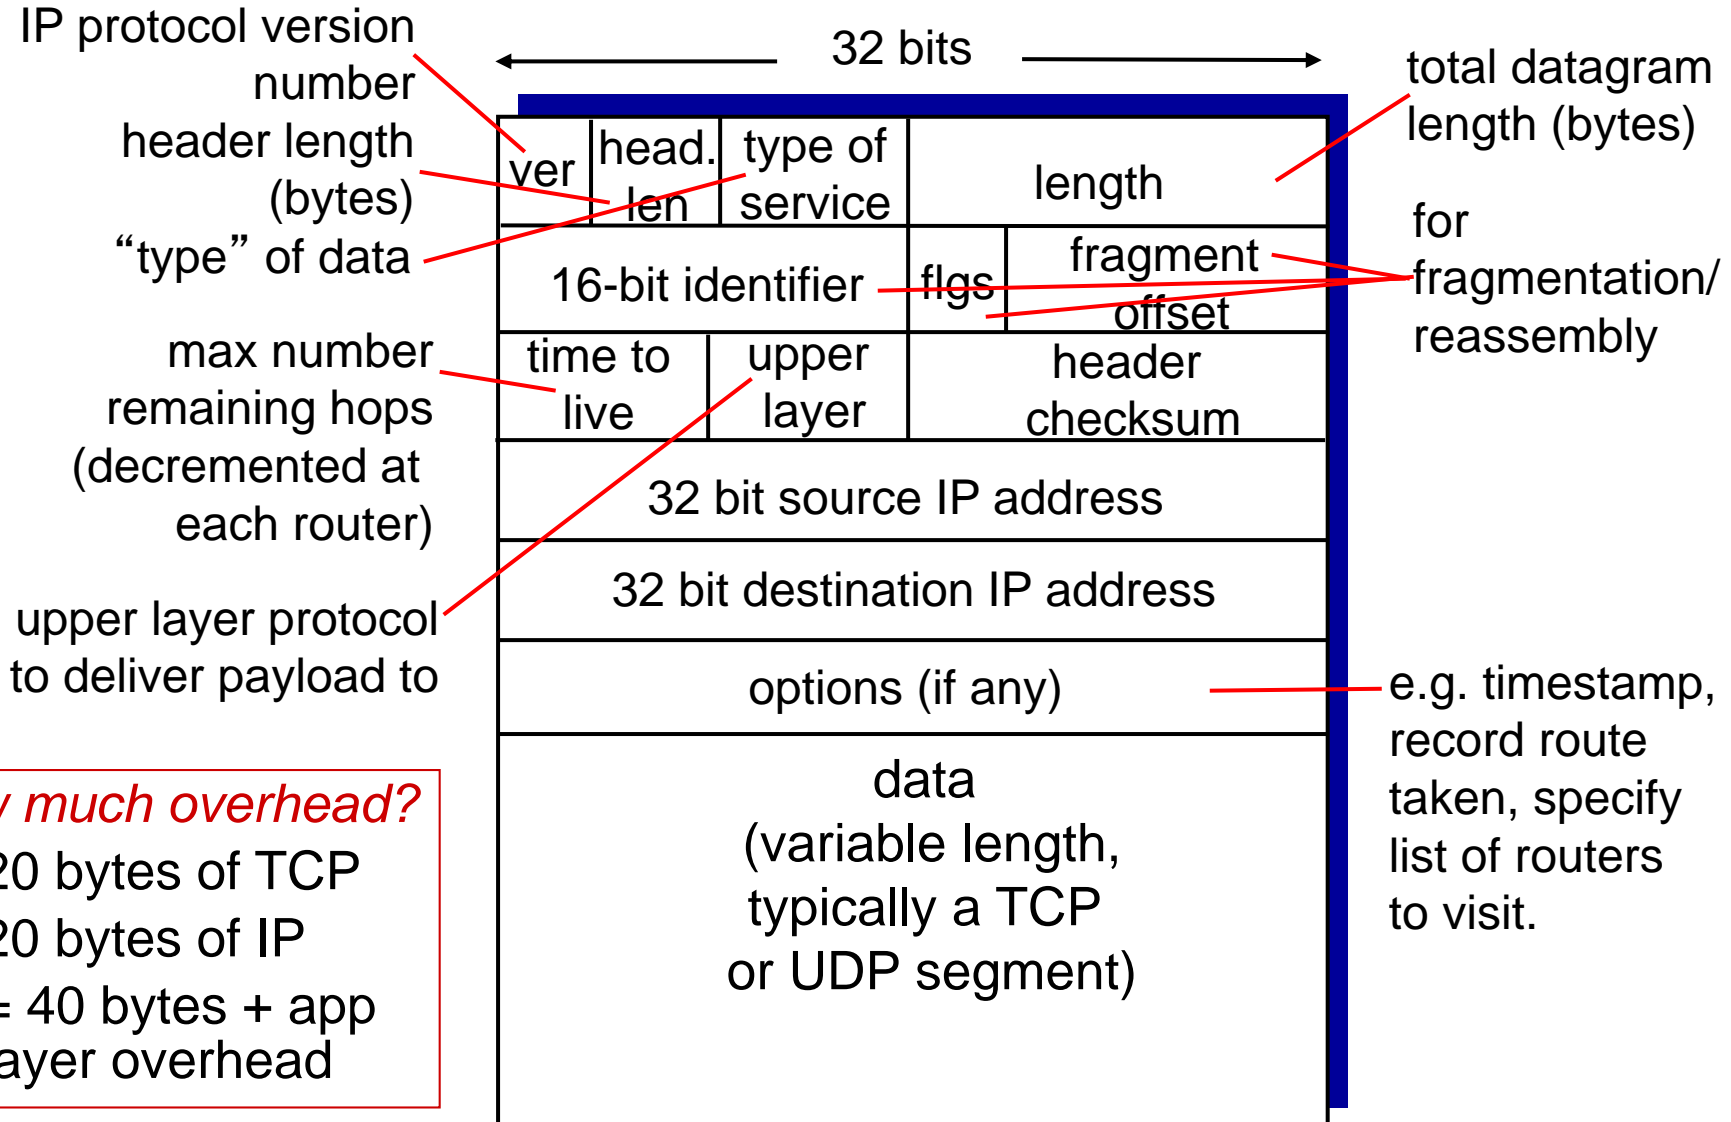 IP protocol version
number
header length
(bytes)
“type” of data
max number
remaining hops
(decremented at
each router)
upper layer protocol
to deliver payload to
32 bits
ver
head.
len
type of
service
length
16-bit identifier
flgs
fragment
offset
time to
live
upper
layer
header
checksum
32 bit source IP address
32 bit destination IP address
options (if any)
data
(variable length,
typically a TCP
or UDP segment)
total datagram
length (bytes)
for
fragmentation/
reassembly
e.g. timestamp,
record route
taken, specify
list of routers
to visit.
much overhead?
20 bytes of TCP
20 bytes of IP
= 40 bytes + app
ayer overhead